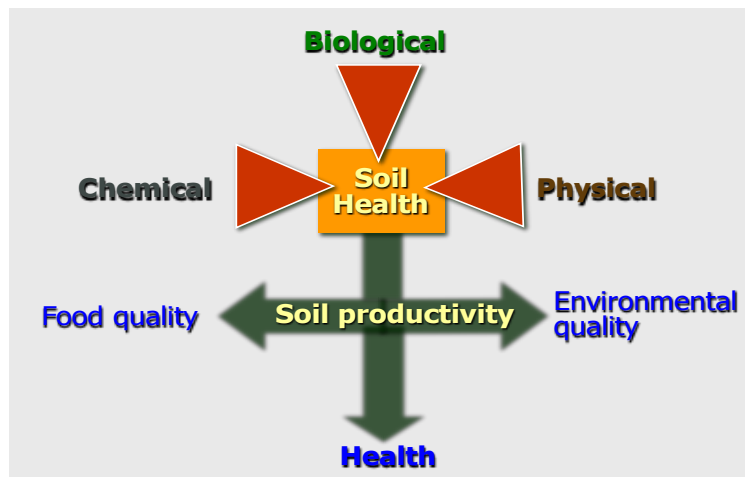 Biological
Chemical
Soil
Health
Physical
Food quality
Soil productivity
Environmental
quality
Health